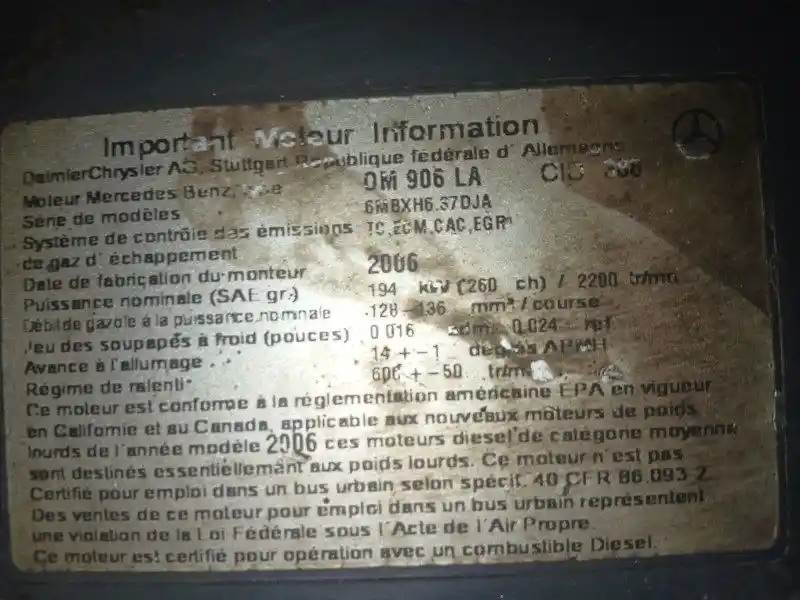 Important Moteur Information
DaimlerChrysler AG, Stuttgart République fédérale d' Allemagne
Moteur Mercedes Benz, OM 906 LA
Série de modèles 6MBXH6.37DJA
Système de contrôle des émissions TC,ECM,CAC,EGR
de gaz d' échappement
Date de fabrication du monteur 2006
Puissance nominale (SAE gr.) 194 kW (260 ch) / 2200 tr/mn
Débit de gazole à la puissance nominale 128-136 mm³ / course
Jeu des soupapes à froid (pouces) 0 016 adm. 0,024
Avance à l'allumage 14 + -1 degrés APMH
Régime de ralenti 600 + -50 tr/m
Ce moteur est conforme à la réglementation américaine EPA en vigueur
en Californie et au Canada, applicable aux nouveaux moteurs de poids
lourds de l'année modèle 2006 ces moteurs diesel de catégorie moyenne
sont destinés essentiellement aux poids lourds. Ce moteur n'est pas
Certifié pour emploi dans un bus urbain selon spécif. 40 CFR 86.093 2
Des ventes de ce moteur pour emploi dans un bus urbain représentent
une violation de la Loi Fédérale sous l'Acte de l'Air Propre
Ce moteur est certifié pour opération avec un combustible Diesel.